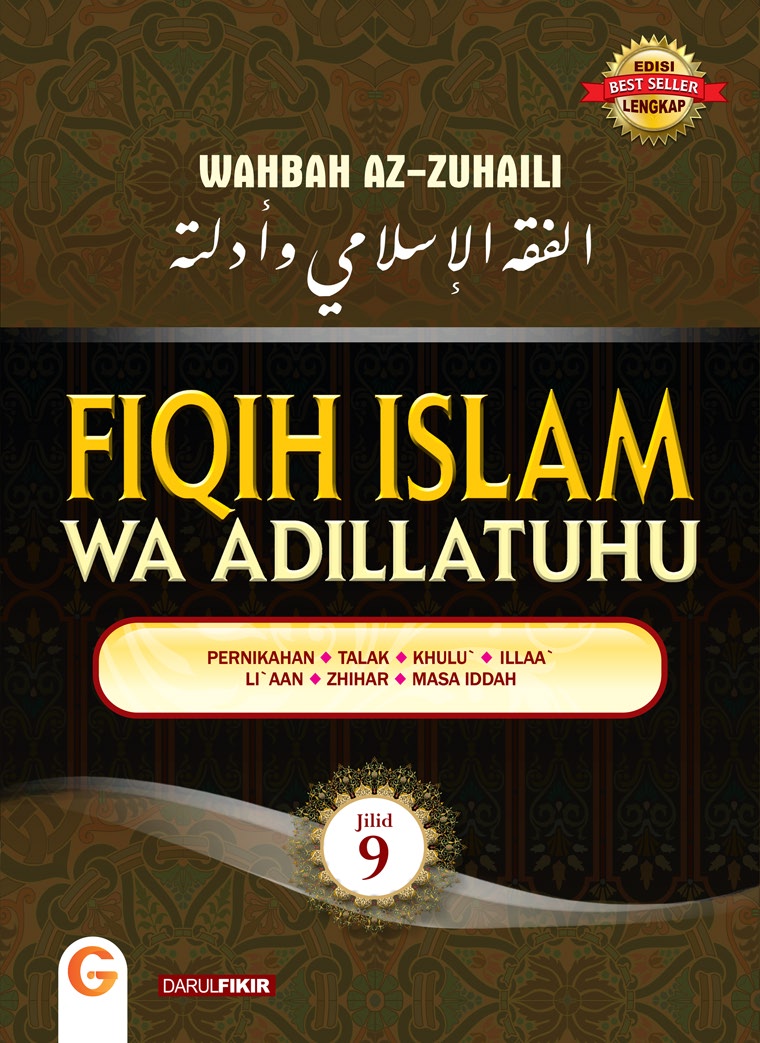 EDISI
BEST SELLER
LENGKAP
WAHBAH AZ-ZUHAILI
الفقه الإسلامي وأدلته
FIQIH ISLAM
WA ADILLATUHU
PERNIKAHAN ◆ TALAK ◆ KHULU` ◆ ILLAA`
LI`AAN ◆ ZHIHAR ◆ MASA IDDAH
Jilid
9
G
DARULFIKIR